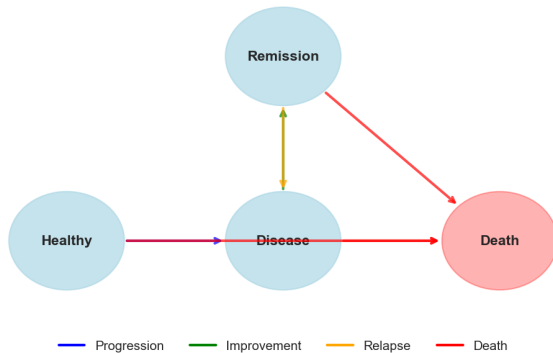 Remission
Healthy
Disease
Death
Progression
Improvement
Relapse
Death